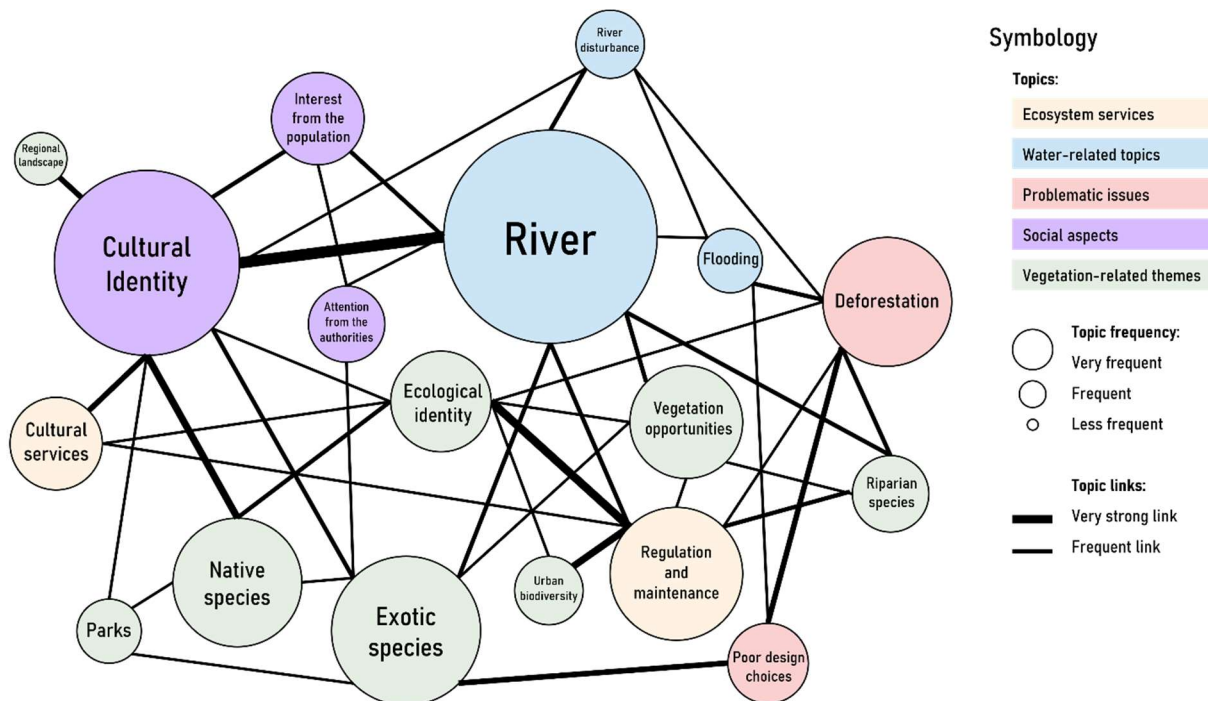 River
disturbance
Interest
from the
population
Regional
landscape
Cultural
Identity
River
Flooding
Deforestation
Attention
from the
authorities
Ecological
identity
Vegetation
opportunities
Cultural
services
Riparian
species
Native
species
Exotic
species
Urban
biodiversity
Regulation
and
maintenance
Parks
Poor design
choices
Symbology
Topics:
Ecosystem services
Water-related topics
Problematic issues
Social aspects
Vegetation-related themes
Topic frequency:
Very frequent
Frequent
Less frequent
Topic links:
Very strong link
Frequent link